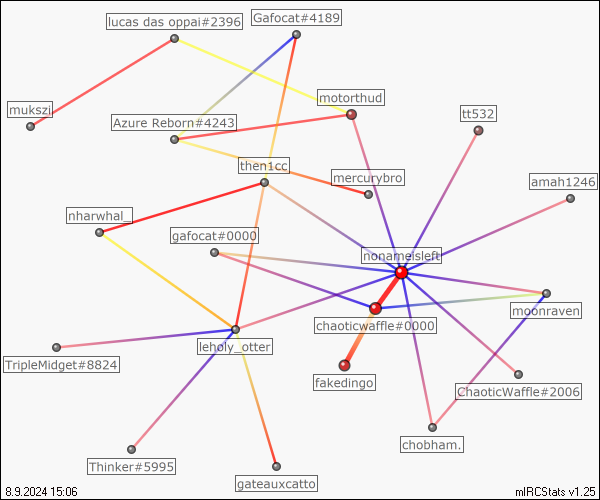 Gafocat#4189
lucas das oppai#2396
motorthud
mukszi
tt532
Azure Reborn#4243
then1cc
mercurybro
amah1246
nharwhal_
gafocat#0000
nonameisleft
moonraven
chaoticwaffle#0000
leholy_otter
TripleMidget#8824
fakedingo
ChaoticWaffle#2006
chobham.
Thinker#5995
gateauxcatto
8.9.2024 15:06
mIRCStats v1.25